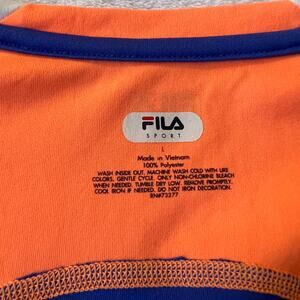 FILA
SPORT
L
Made in Vietnam
100% Polyester
WASH INSIDE OUT. MACHINE WASH COLD WITH LIKE
COLORS, GENTLE CYCLE. ONLY NON-CHLORINE BLEACH
WHEN NEEDED. TUMBLE DRY LOW. REMOVE PROMPTLY.
COOL IRON IF NEEDED. DO NOT IRON DECORATION.
RN#73277